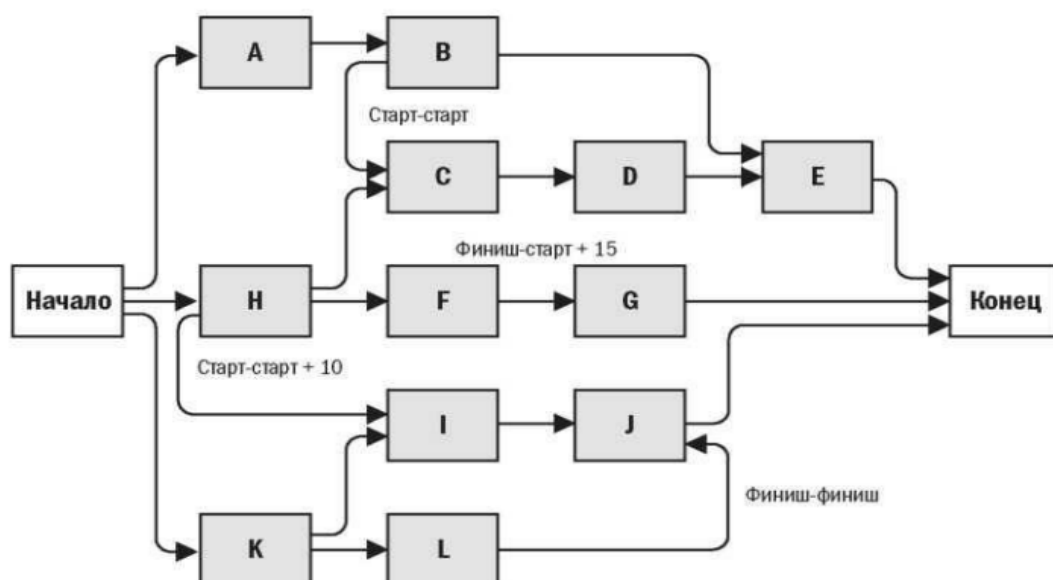 A
B
Старт-старт
C
D
E
Финиш-старт + 15
Начало
H
F
G
Конец
Старт-старт + 10
I
J
Финиш-финиш
K
L